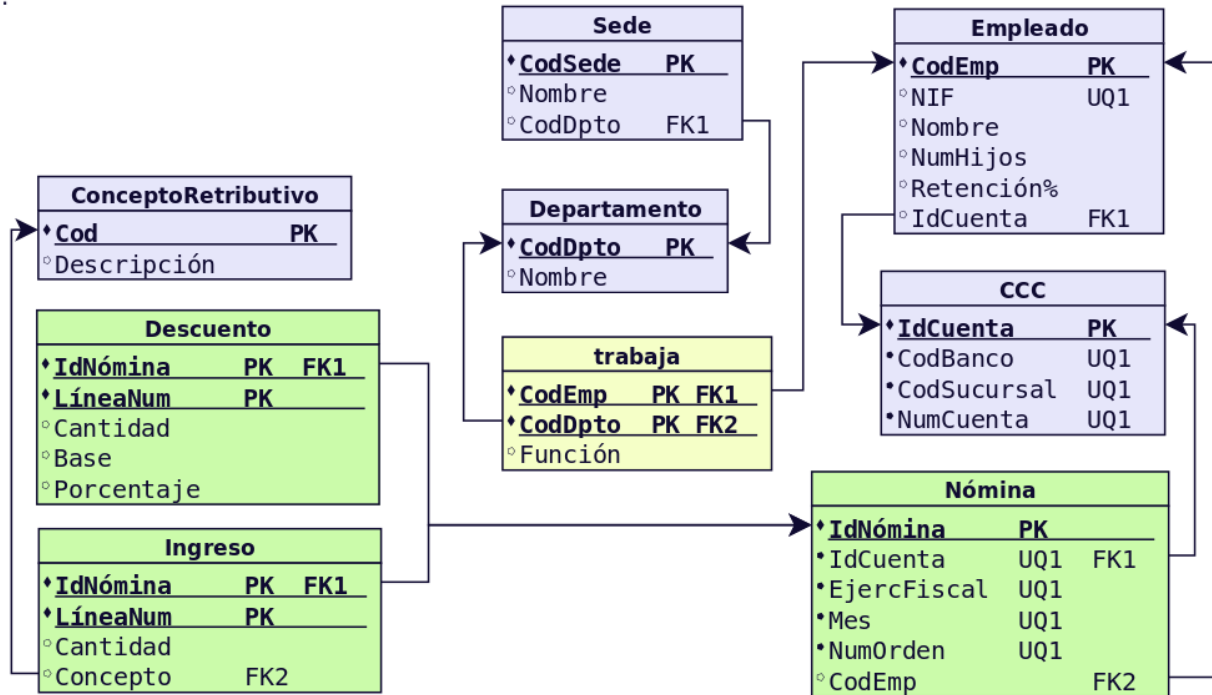 Sede
CodSede PK
Nombre
CodDpto FK1
Empleado
CodEmp PK
NIF UQ1
Nombre
NumHijos
Retención%
IdCuenta FK1
ConceptoRetributivo
Cod PK
Descripción
Departamento
CodDpto PK
Nombre
CCC
IdCuenta PK
CodBanco UQ1
CodSucursal UQ1
NumCuenta UQ1
Descuento
IdNómina PK FK1
LíneaNum PK
Cantidad
Base
Porcentaje
trabaja
CodEmp PK FK1
CodDpto PK FK2
Función
Ingreso
IdNómina PK FK1
LíneaNum PK
Cantidad
Concepto FK2
Nómina
IdNómina PK
IdCuenta UQ1 FK1
EjercFiscal UQ1
Mes UQ1
NumOrden UQ1
CodEmp FK2